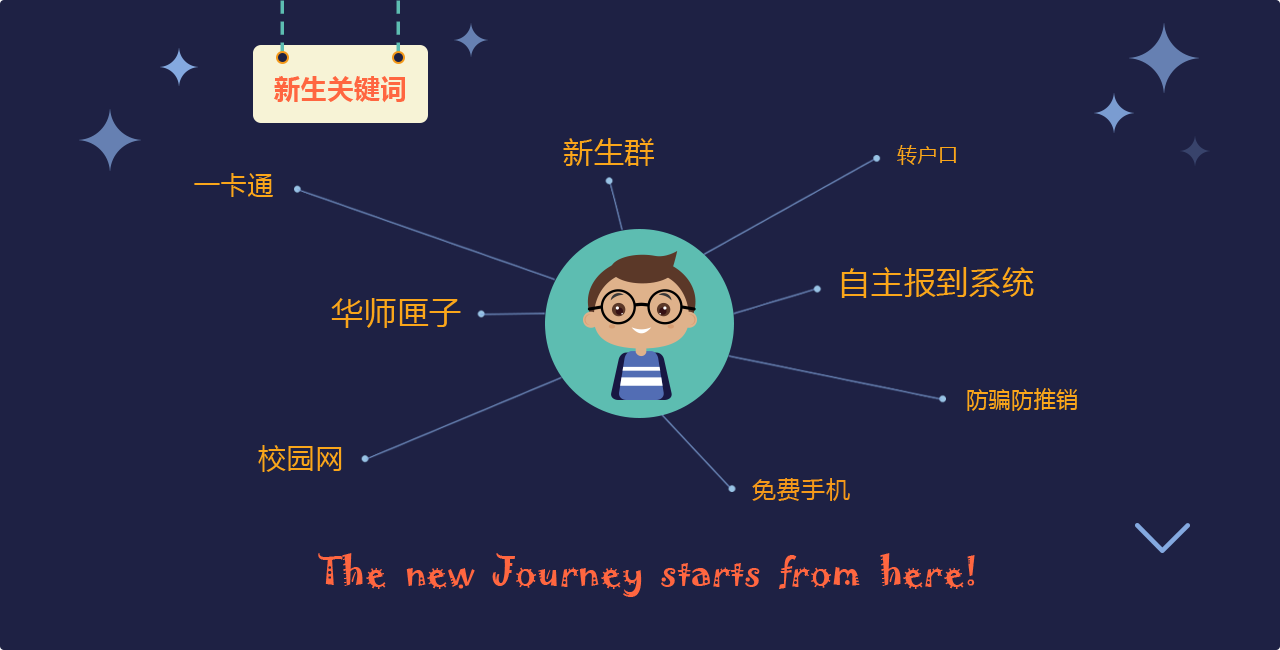 新生关键词
新生群
转户口
一卡通
自主报到系统
华师匣子
防骗防推销
校园网
免费手机
The new Journey starts from here!